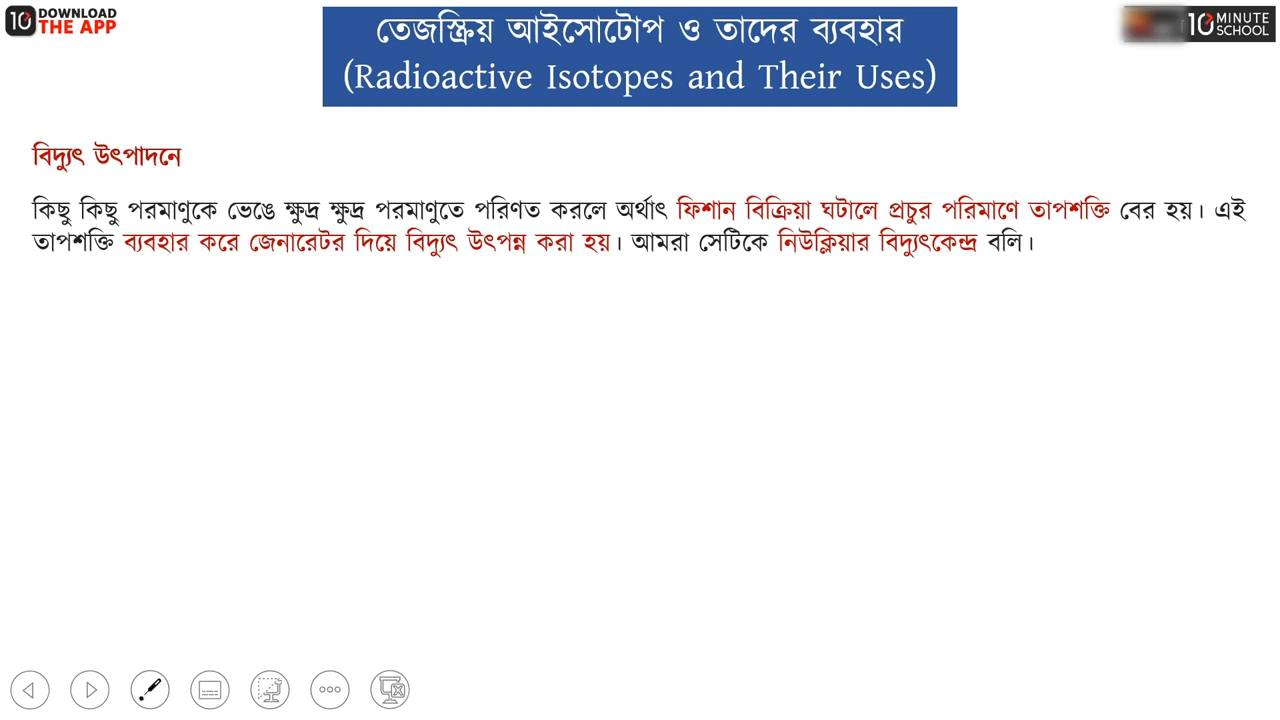 10 DOWNLOAD
THE APP
10 MINUTE
SCHOOL
তেজস্ক্রিয় আইসোটোপ ও তাদের ব্যবহার
(Radioactive Isotopes and Their Uses)
বিদ্যুৎ উৎপাদনে
কিছু কিছু পরমাণুকে ভেঙে ক্ষুদ্র ক্ষুদ্র পরমাণুতে পরিণত করলে অর্থাৎ ফিশান বিক্রিয়া ঘটালে প্রচুর পরিমাণে তাপশক্তি বের হয়। এই
তাপশক্তি ব্যবহার করে জেনারেটর দিয়ে বিদ্যুৎ উৎপন্ন করা হয়। আমরা সেটিকে নিউক্লিয়ার বিদ্যুৎকেন্দ্র বলি।